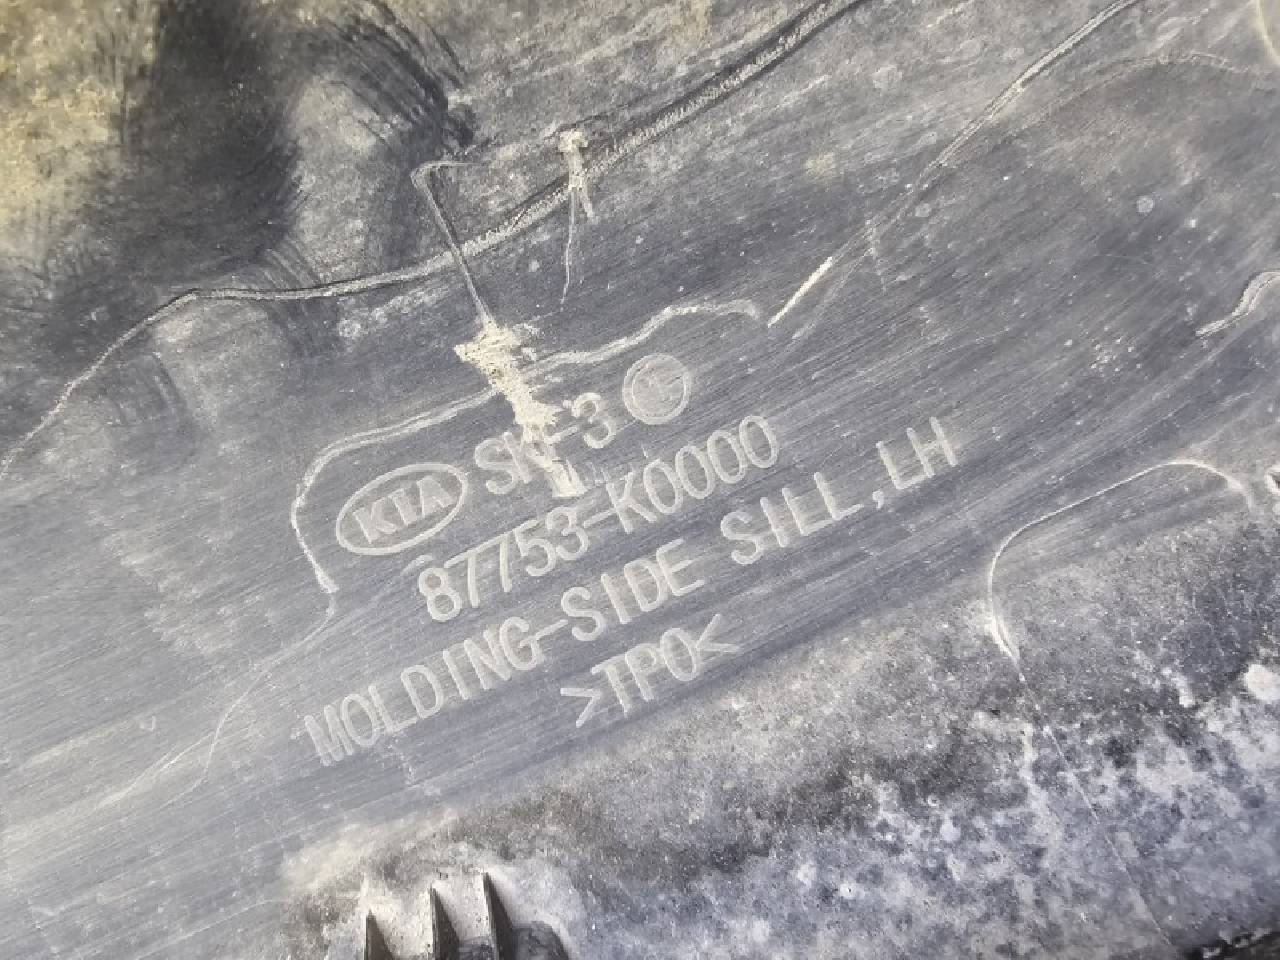 KIA SK-3
87753-K0000
MOLDING-SIDE SILL,LH
>TPO<